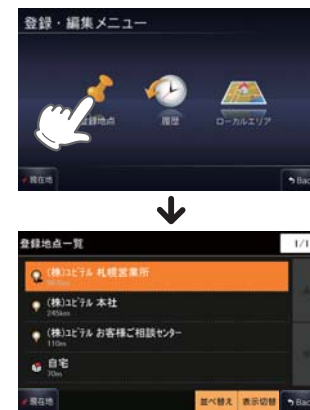 登録・編集メニュー
登録地点
履歴
ローカルエリア
現在地
Bac
登録地点一覧
1/1
(株)ユピテル 札幌営業所
(株)ユピテル 本社
245km
(株)ユピテル お客様ご相談センター
110m
自宅
70m
現在地
並べ替え
表示切替
Bac